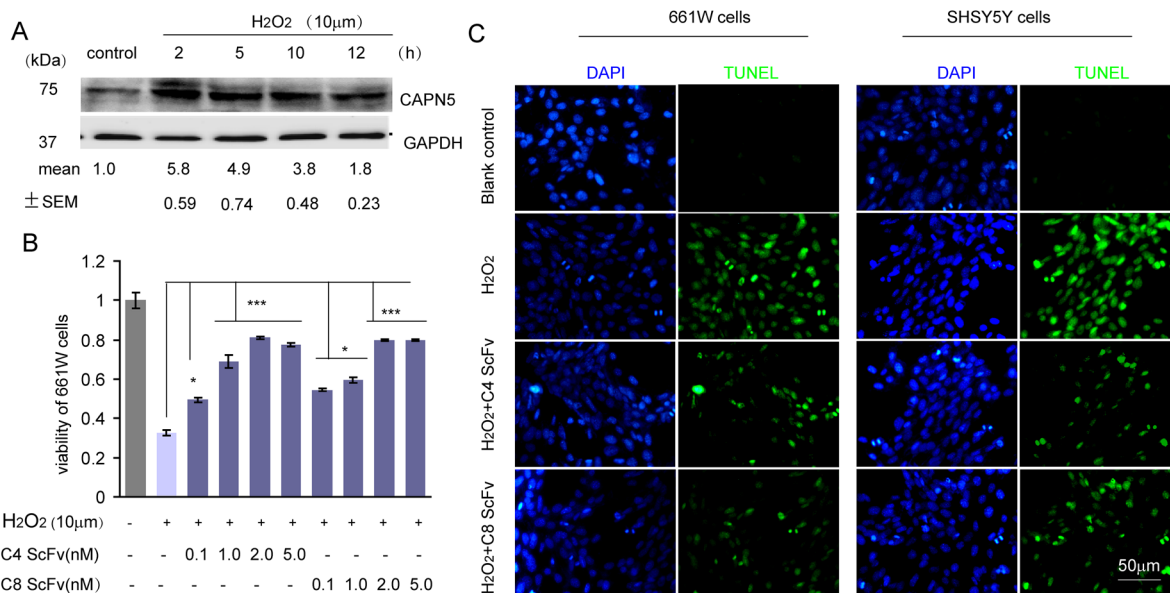 A
H2O2 (10μm)
(kDa) control 2 5 10 12 (h)
75 CAPN5
37 GAPDH
mean 1.0 5.8 4.9 3.8 1.8
±SEM 0.59 0.74 0.48 0.23
B
viability of 661W cells
1.2
1
0.8
0.6
0.4
0.2
0
*
***
*
***
H2O2 (10μm) - + + + + + + + + +
C4 ScFv(nM) - - 0.1 1.0 2.0 5.0 - - - -
C8 ScFv(nM) - - - - - - 0.1 1.0 2.0 5.0
C
661W cells SHSY5Y cells
DAPI TUNEL DAPI TUNEL
Blank control
H2O2
H2O2+C4 ScFv
H2O2+C8 ScFv
50μm